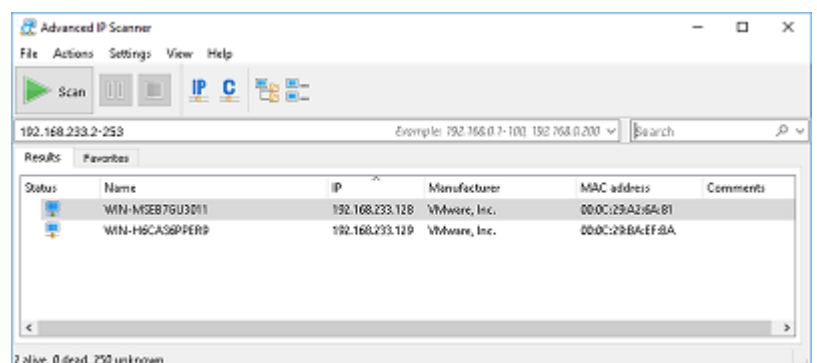 Advanced IP Scanner
File Actions Settings View Help
Scan IP C
192.168.233.2-253 Example: 192.168.0.1-100, 192.168.0.200 Search
Results Favorites
Status Name IP Manufacturer MAC address Comments
WIN-MSEB76U3011 192.168.233.128 VMware, Inc. 00:0C:29:A2:6A:81
WIN-H6CAS6PPER9 192.168.233.129 VMware, Inc. 00:0C:29:BA:EF:8A
2 alive, 0 dead, 250 unknown